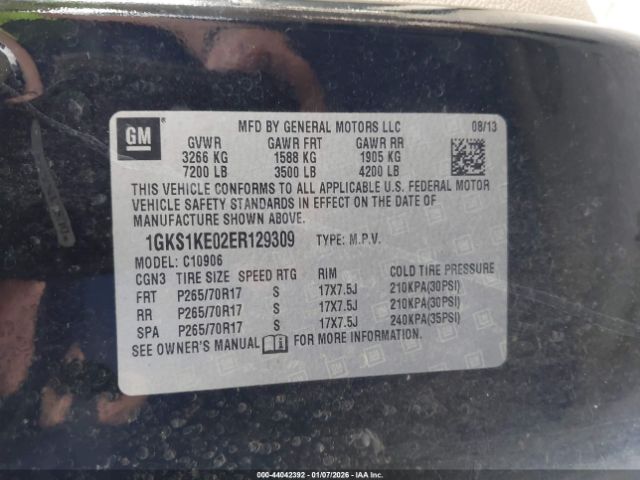 GM
MFD BY GENERAL MOTORS LLC 08/13
GVWR GAWR FRT GAWR RR
3266 KG 1588 KG 1905 KG
7200 LB 3500 LB 4200 LB
THIS VEHICLE CONFORMS TO ALL APPLICABLE U.S. FEDERAL MOTOR
VEHICLE SAFETY STANDARDS IN EFFECT ON THE DATE OF
MANUFACTURE SHOWN ABOVE.
1GKS1KE02ER129309 TYPE: M.P.V.
MODEL: C10906
CGN3 TIRE SIZE SPEED RTG RIM COLD TIRE PRESSURE
FRT P265/70R17 S 17X7.5J 210KPA(30PSI)
RR P265/70R17 S 17X7.5J 210KPA(30PSI)
SPA P265/70R17 S 17X7.5J 240KPA(35PSI)
SEE OWNER'S MANUAL FOR MORE INFORMATION.
000-44042392 01/07/2026 IAAI.com